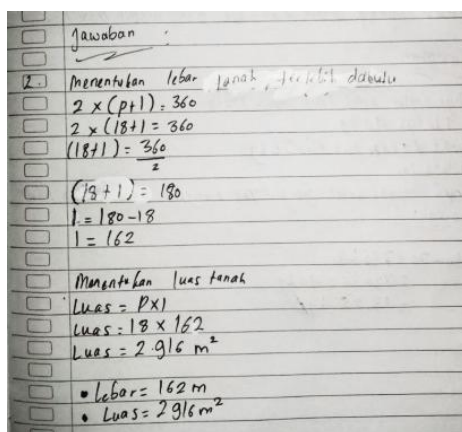 Jawaban :
2. Menentukan lebar tanah terlebih dahulu
2 x (p+l) = 360
2 x (18+l = 360
(18+l) = 360/2
(18+l) = 180
l = 180-18
l = 162
Menentukan luas tanah
Luas = Pxl
Luas = 18 x 162
Luas = 2.916 m²
• Lebar = 162 m
• Luas = 2916 m²